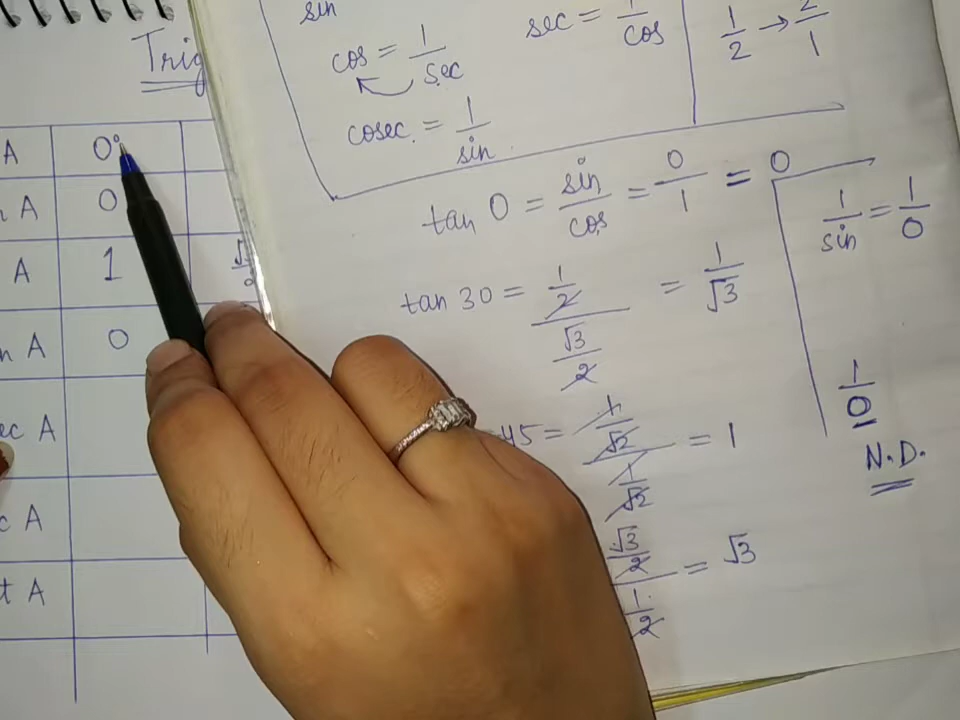 Trig
A 0°
A 0
A 1 √
A 0
ec A
c A
t A
sin
cos = 1/sec
sec = 1/cos
1/2 → 2/1
cosec = 1/sin
tan 0 = sin/cos = 0/1 = 0
tan 30 = 1/2 / √3/2 = 1/√3
45 = 1/√2 / 1/√2 = 1
√3/2 / 1/2 = √3
1/sin = 1/0
1/0
N.D.